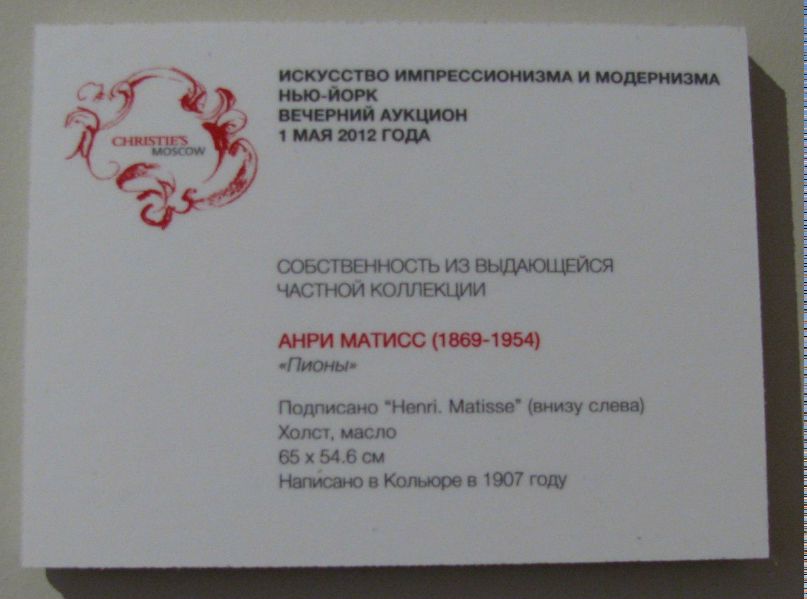 CHRISTIE'S
MOSCOW
ИСКУССТВО ИМПРЕССИОНИЗМА И МОДЕРНИЗМА
НЬЮ-ЙОРК
ВЕЧЕРНИЙ АУКЦИОН
1 МАЯ 2012 ГОДА
СОБСТВЕННОСТЬ ИЗ ВЫДАЮЩЕЙСЯ
ЧАСТНОЙ КОЛЛЕКЦИИ
АНРИ МАТИСС (1869-1954)
«Пионы»
Подписано “Henri. Matisse” (внизу слева)
Холст, масло
65 x 54.6 см
Написано в Кольюре в 1907 году